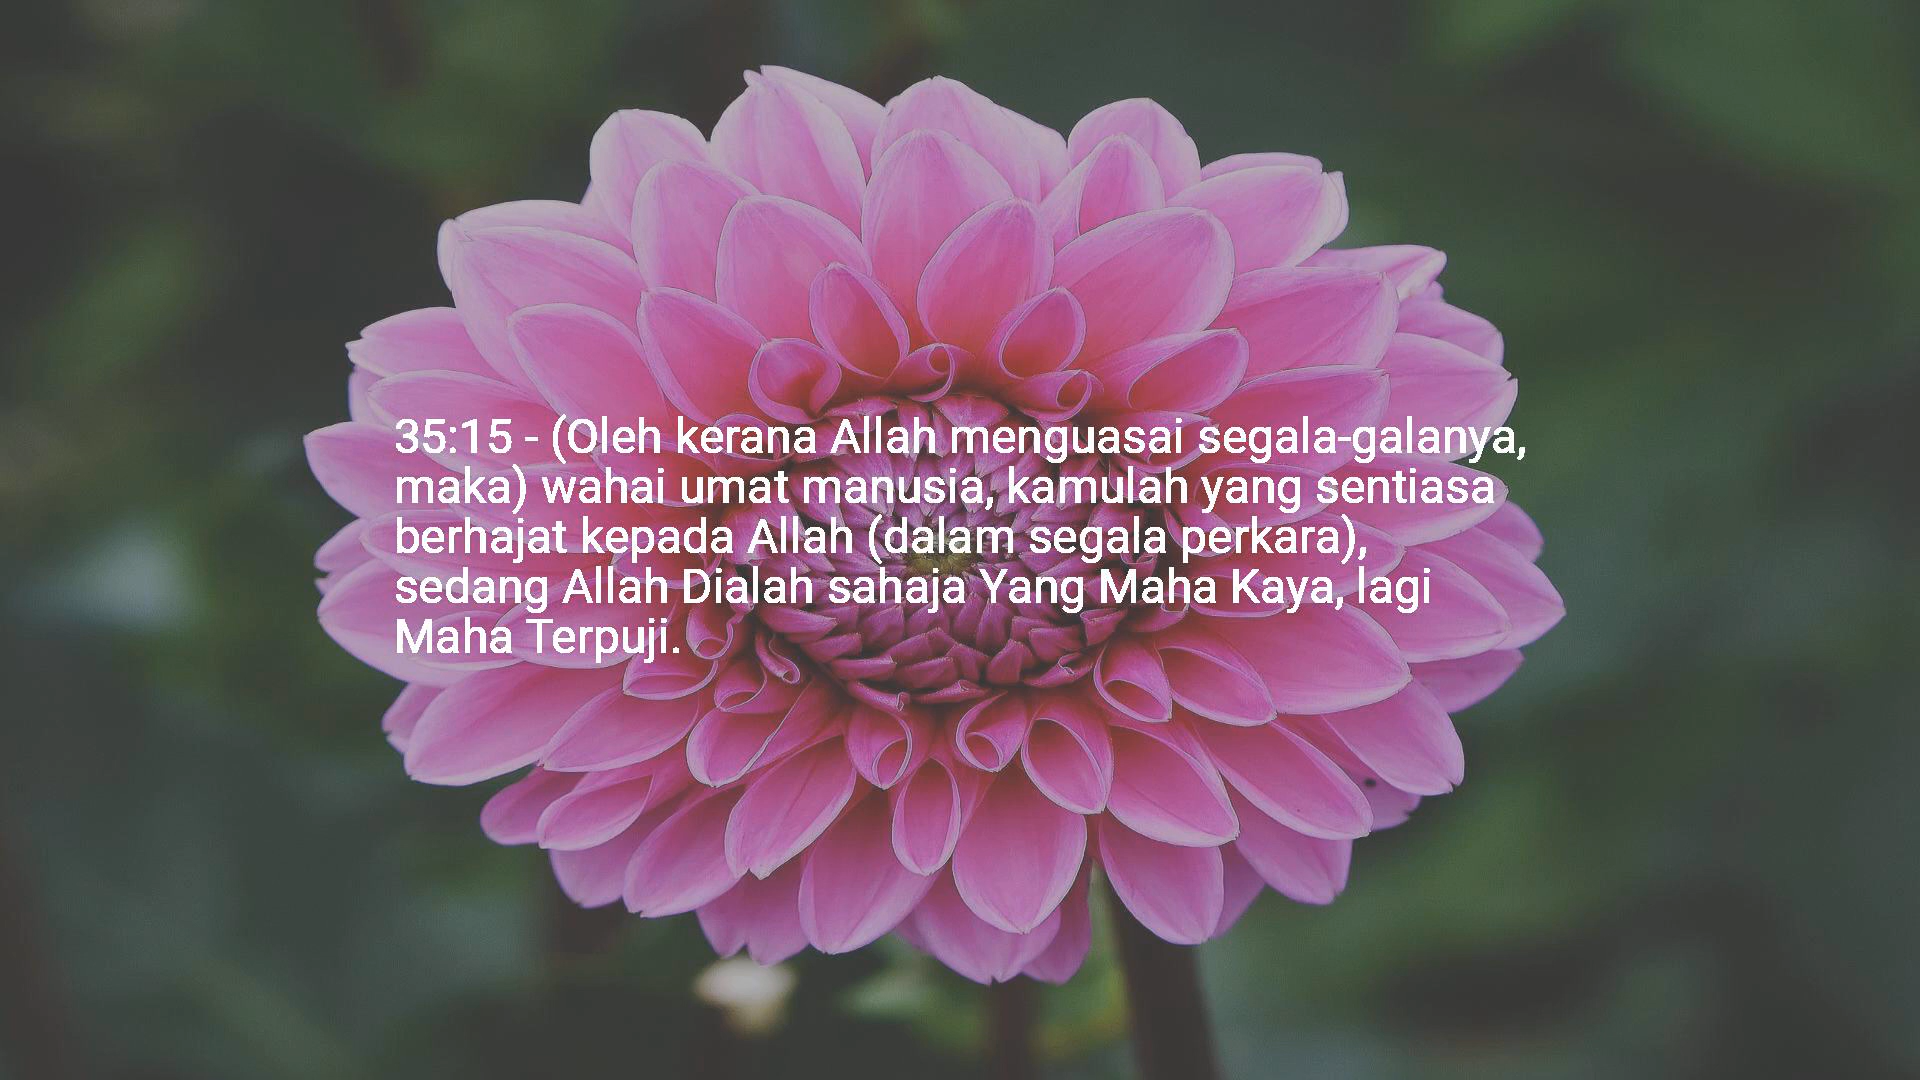 35:15 - (Oleh kerana Allah menguasai segala-galanya,
maka) wahai umat manusia, kamulah yang sentiasa
berhajat kepada Allah (dalam segala perkara),
sedang Allah Dialah sahaja Yang Maha Kaya, lagi
Maha Terpuji.